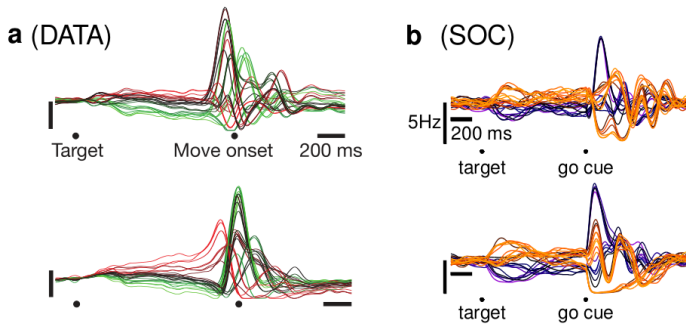 a (DATA)
Target
Move onset
200 ms
b (SOC)
5Hz
200 ms
target
go cue
target
go cue